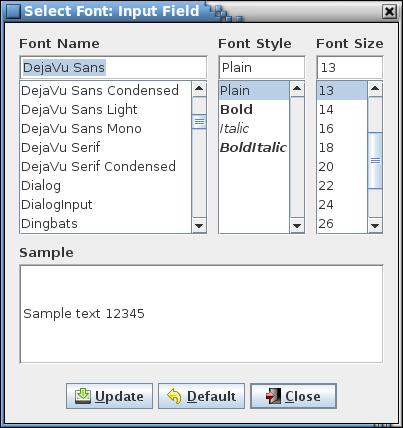 Select Font: Input Field
Font Name Font Style Font Size
DejaVu Sans Plain 13
DejaVu Sans Condensed Plain 13
DejaVu Sans Light Bold 14
DejaVu Sans Mono Italic 16
DejaVu Serif BoldItalic 18
DejaVu Serif Condensed 20
Dialog 22
DialogInput 24
Dingbats 26
Sample
Sample text 12345
Update Default Close